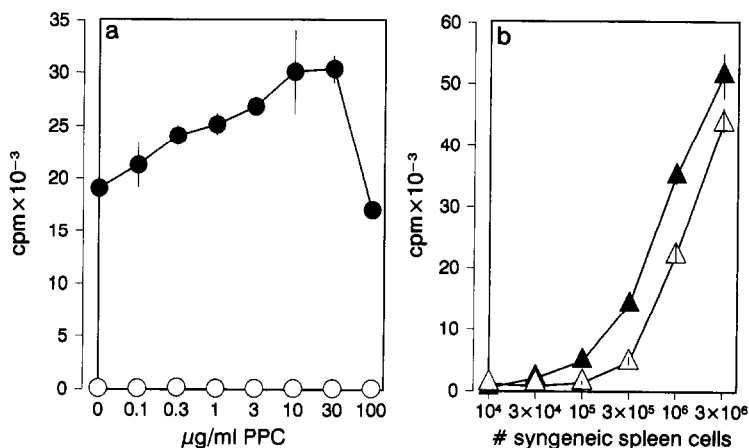 a
35
30
25
20
15
10
5
0
cpm×10⁻³
0 0.1 0.3 1 3 10 30 100
µg/ml PPC
b
60
50
40
30
20
10
0
cpm×10⁻³
10⁴ 3×10⁴ 10⁵ 3×10⁵ 10⁶ 3×10⁶
# syngeneic spleen cells